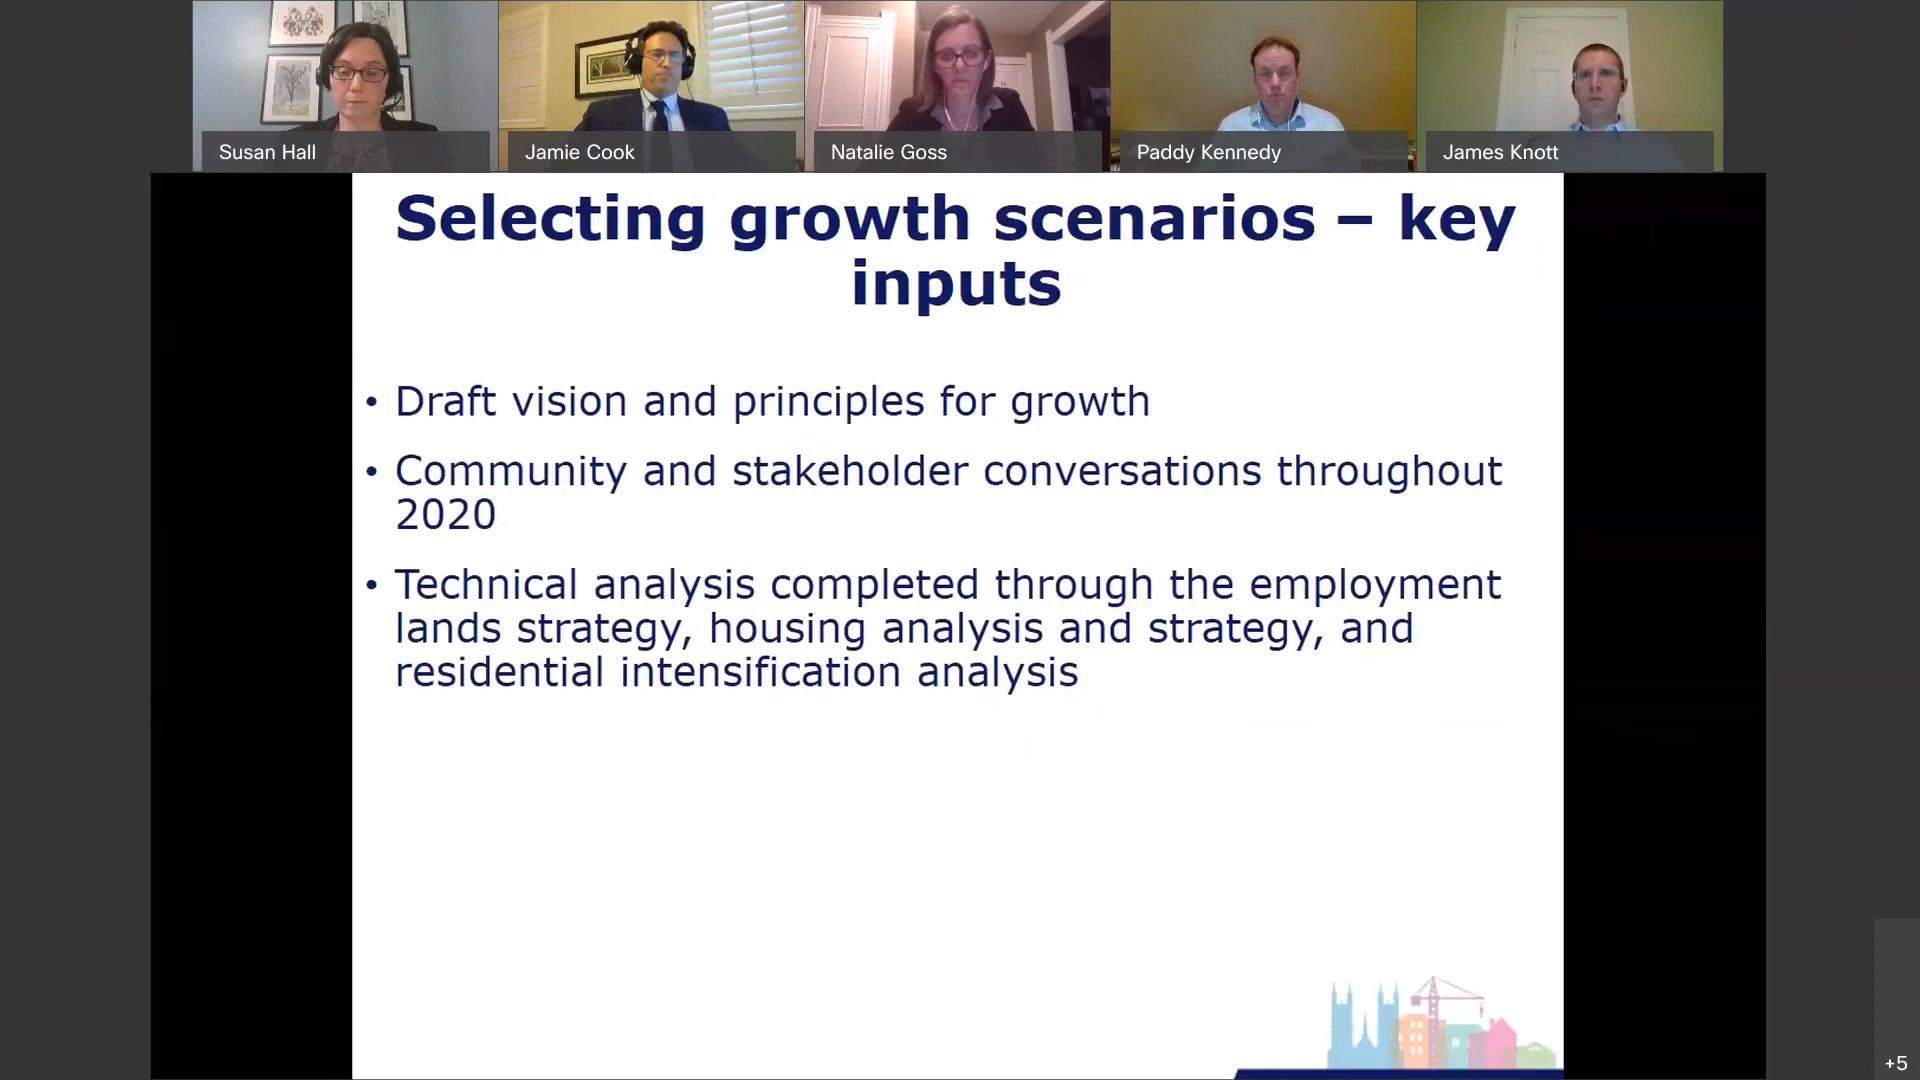 Susan Hall
Jamie Cook
Natalie Goss
Paddy Kennedy
James Knott
Selecting growth scenarios – key
inputs
• Draft vision and principles for growth
• Community and stakeholder conversations throughout
2020
• Technical analysis completed through the employment
lands strategy, housing analysis and strategy, and
residential intensification analysis
+5